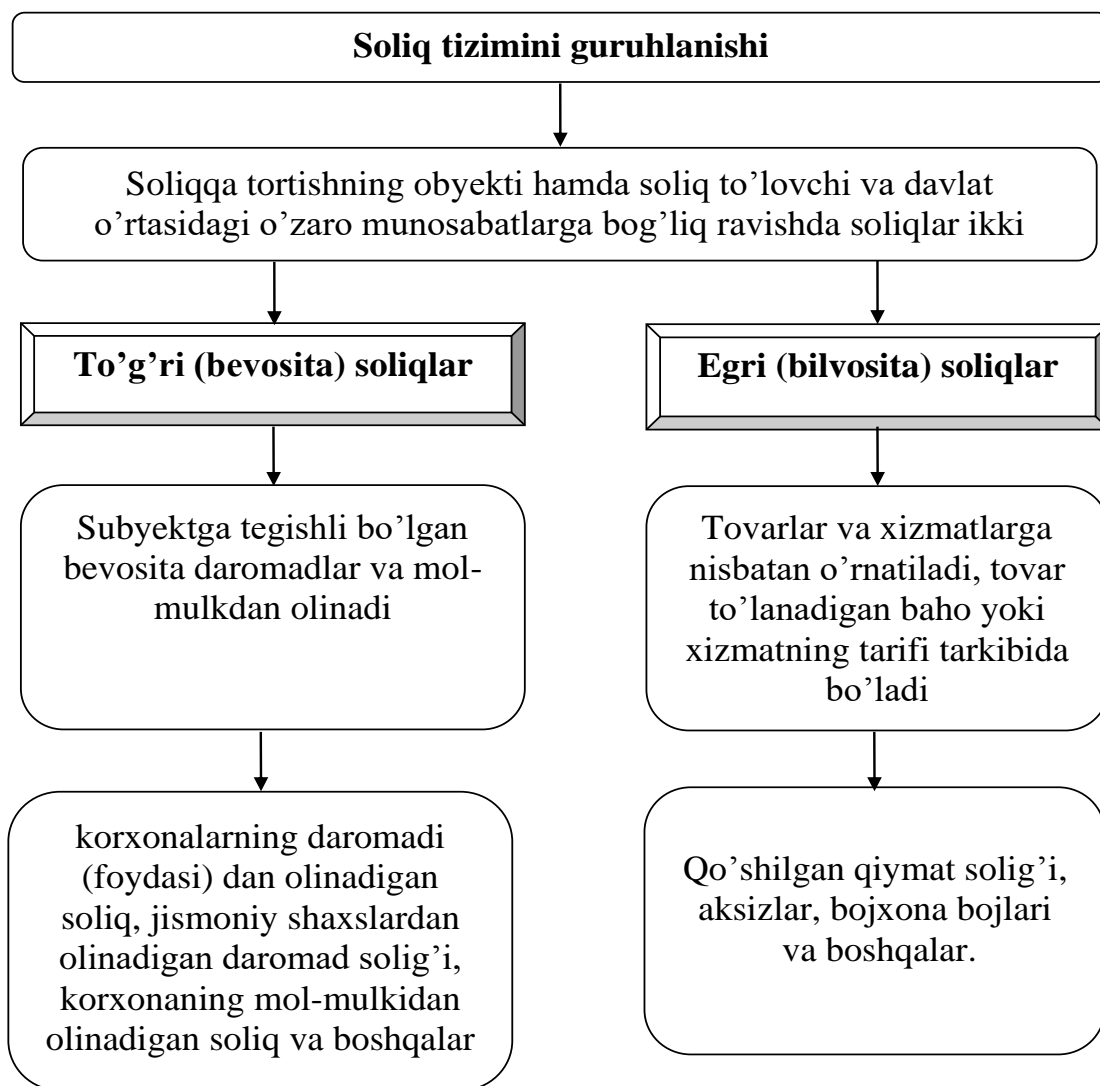 Soliq tizimini guruhlanishi
Soliqqa tortishning obyekti hamda soliq to’lovchi va davlat
o’rtasidagi o’zaro munosabatlarga bog’liq ravishda soliqlar ikki
To’g’ri (bevosita) soliqlar
Egri (bilvosita) soliqlar
Subyektga tegishli bo’lgan
bevosita daromadlar va mol-
mulkdan olinadi
Tovarlar va xizmatlarga
nisbatan o’rnatiladi, tovar
to’lanadigan baho yoki
xizmatning tarifi tarkibida
bo’ladi
korxonalarning daromadi
(foydasi) dan olinadigan
soliq, jismoniy shaxslardan
olinadigan daromad solig’i,
korxonaning mol-mulkidan
olinadigan soliq va boshqalar
Qo’shilgan qiymat solig’i,
aksizlar, bojxona bojlari
va boshqalar.